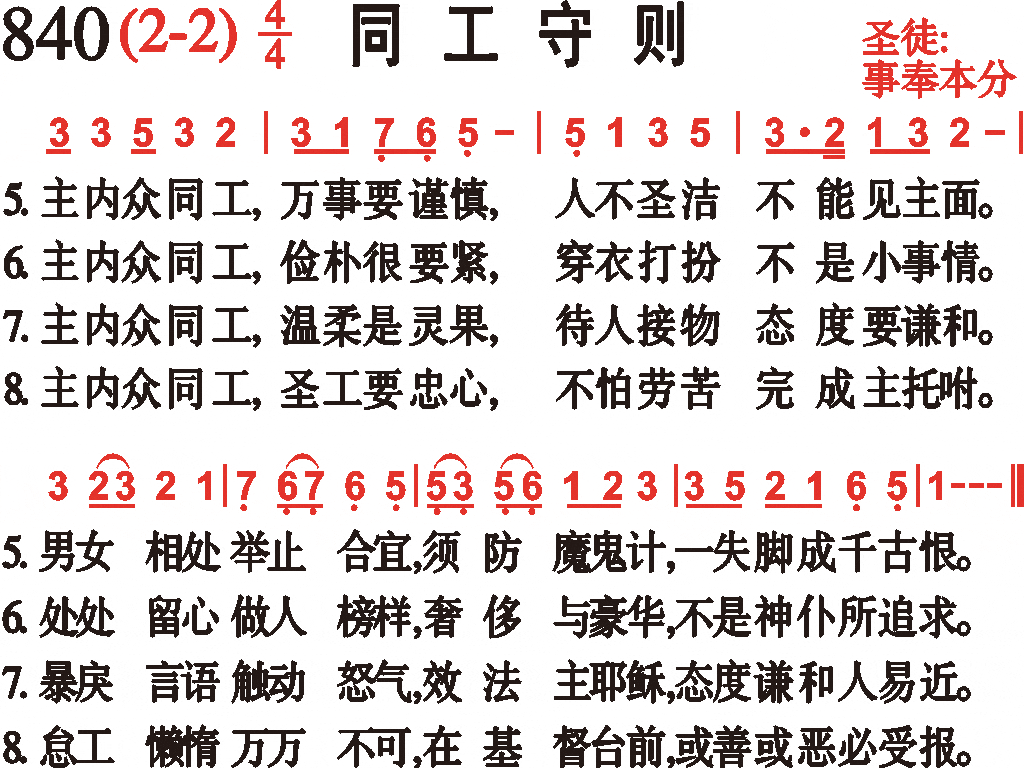 840(2-2) 4/4 同工守则 圣徒:
事奉本分
3 3 5 3 2 | 3 1 7 6 5 - | 5 1 3 5 | 3·2 1 3 2 - |
5. 主内众同工, 万事要谨慎, 人不圣洁 不能见主面。
6. 主内众同工, 俭朴很要紧, 穿衣打扮 不是小事情。
7. 主内众同工, 温柔是灵果, 待人接物 态度要谦和。
8. 主内众同工, 圣工要忠心, 不怕劳苦 完成主托咐。
3 23 2 1 | 7 67 6 5 | 53 56 12 3 | 35 21 6 5 | 1--- ‖
5. 男女 相处 举止 合宜,须 防 魔鬼计,一失脚成千古恨。
6. 处处 留心 做人 榜样,奢 侈 与豪华,不是神仆所追求。
7. 暴戾 言语 触动 怒气,效 法 主耶稣,态度谦和人易近。
8. 怠工 懒惰 万万 不可,在 基 督台前,或善或恶必受报。